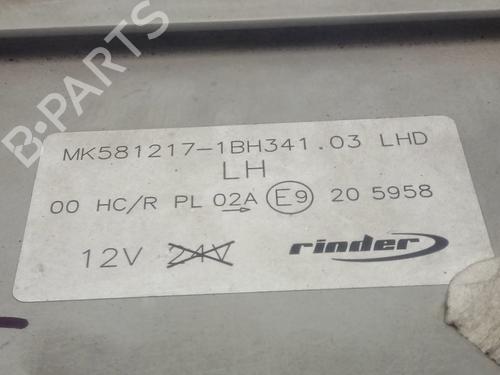 B-PARTS
MK581217-1BH341.03 LHD
LH
00 HC/R PL 02A E9 20 5958
12V 24V rinder